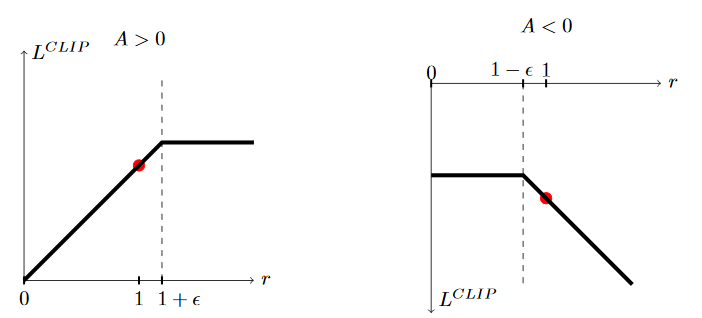 A > 0
L^{CLIP}
r
0
1
1 + ϵ
A < 0
0
1 − ϵ
1
r
L^{CLIP}